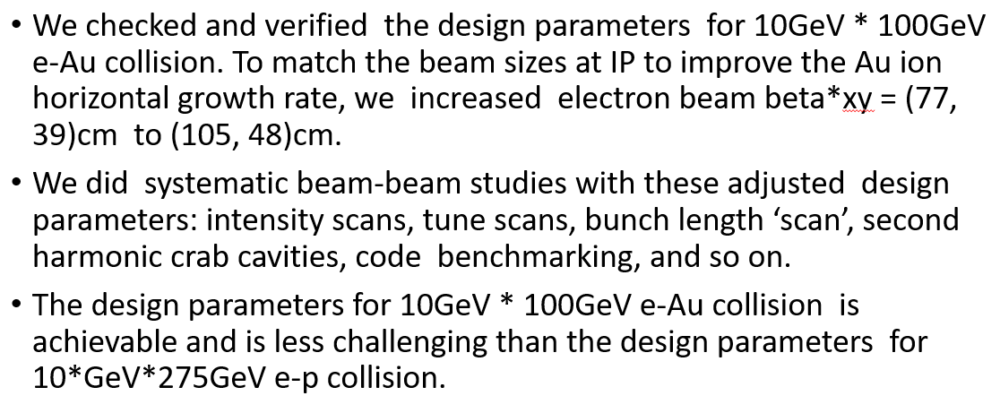 • We checked and verified the design parameters for 10GeV * 100GeV
e-Au collision. To match the beam sizes at IP to improve the Au ion
horizontal growth rate, we increased electron beam beta*xy = (77,
39)cm to (105, 48)cm.
• We did systematic beam-beam studies with these adjusted design
parameters: intensity scans, tune scans, bunch length ‘scan’, second
harmonic crab cavities, code benchmarking, and so on.
• The design parameters for 10GeV * 100GeV e-Au collision is
achievable and is less challenging than the design parameters for
10*GeV*275GeV e-p collision.